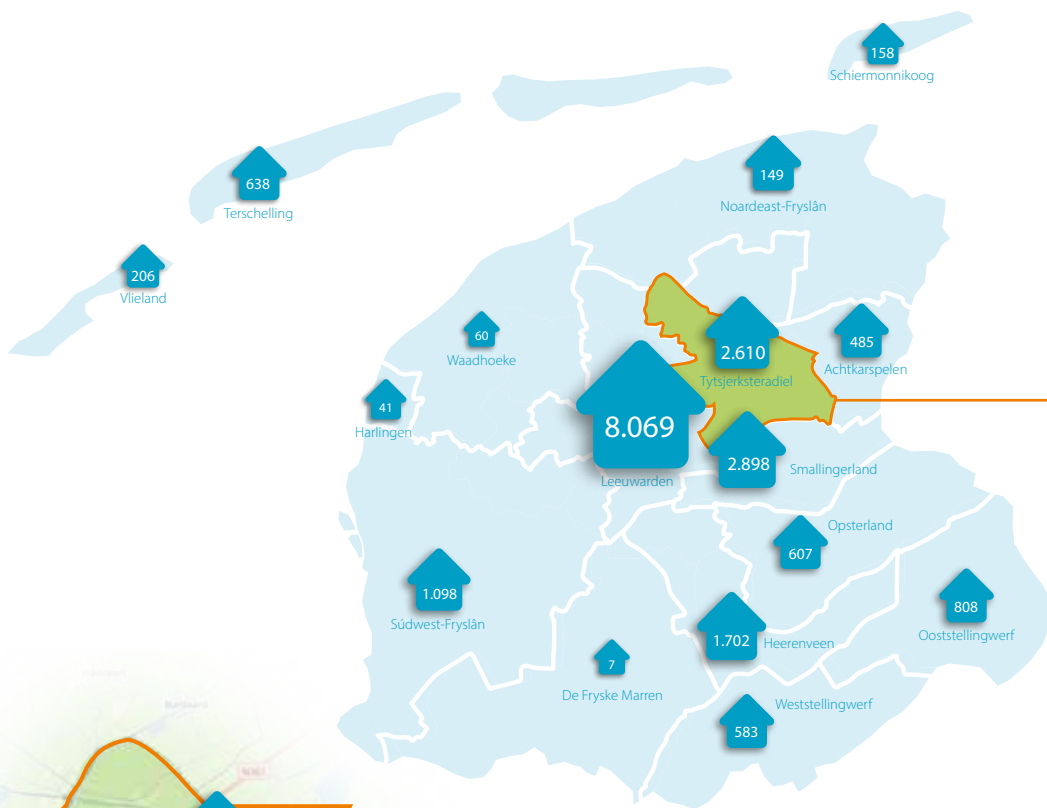 158
Schiermonnikoog
149
Noardeast-Fryslân
638
Terschelling
206
Vlieland
60
Waadhoeke
2.610
Tytsjerksteradiel
485
Achtkarspelen
41
Harlingen
8.069
Leeuwarden
2.898
Smallingerland
Opsterland
607
1.098
Súdwest-Fryslân
808
Ooststellingwerf
1.702
Heerenveen
7
De Fryske Marren
Weststellingwerf
583